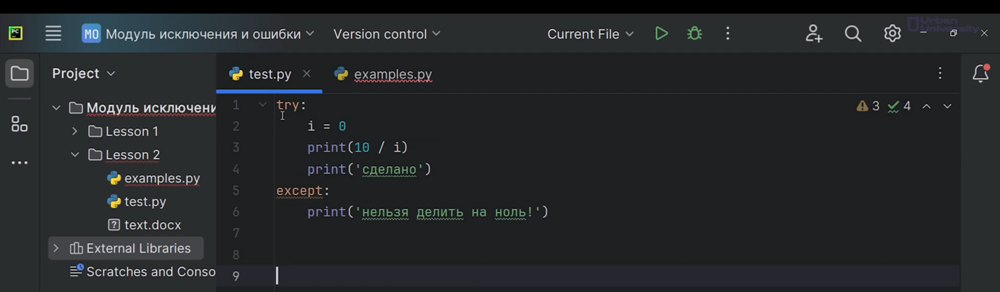 PC
MO Модуль исключения и ошибки Version control Current File
Urban University
Project
test.py examples.py
Модуль исключени
Lesson 1
Lesson 2
examples.py
test.py
text.docx
External Libraries
Scratches and Conso
1 try:
2 i = 0
3 print(10 / i)
4 print('сделано')
5 except:
6 print('нельзя делить на ноль!')
7
8
9
3 4